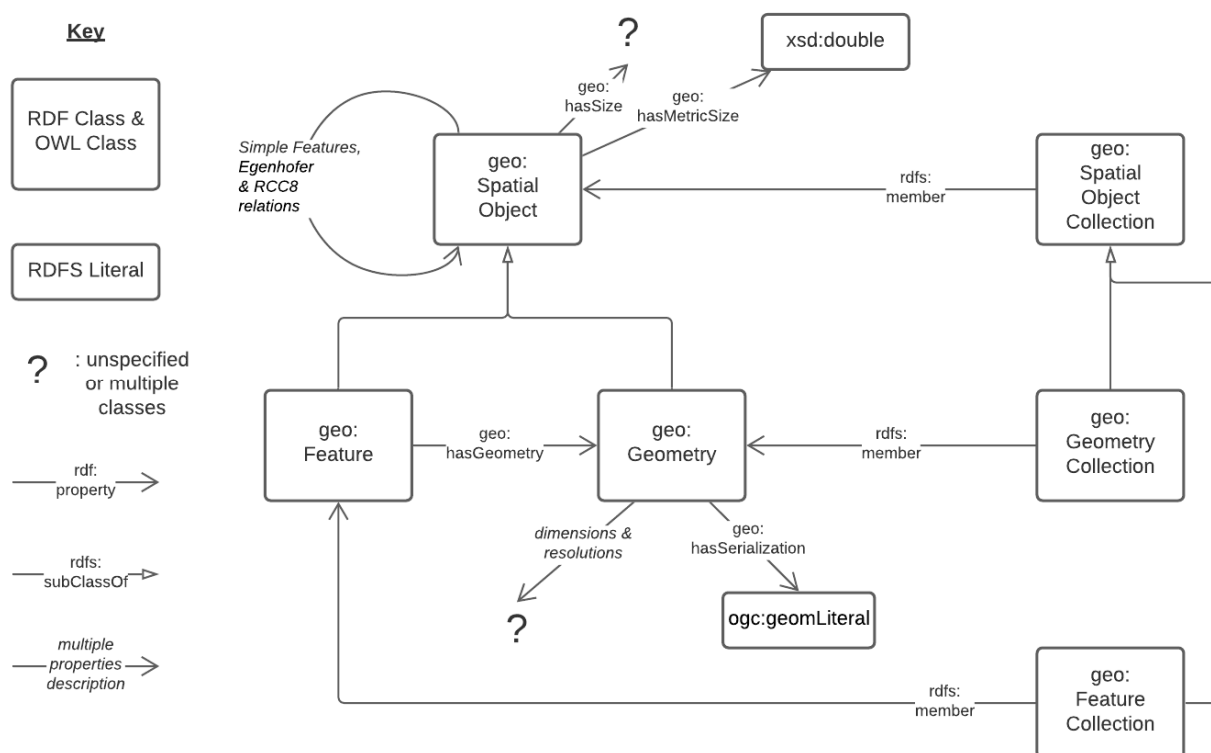 Key
RDF Class &
OWL Class
RDFS Literal
?
: unspecified
or multiple
classes
rdf:
property
rdfs:
subClassOf
multiple
properties
description
?
xsd:double
geo:
hasSize
geo:
hasMetricSize
Simple Features,
Egenhofer
& RCC8
relations
geo:
Spatial
Object
rdfs:
member
geo:
Spatial
Object
Collection
geo:
Feature
geo:
hasGeometry
geo:
Geometry
rdfs:
member
geo:
Geometry
Collection
dimensions &
resolutions
geo:
hasSerialization
?
ogc:geomLiteral
rdfs:
member
geo:
Feature
Collection